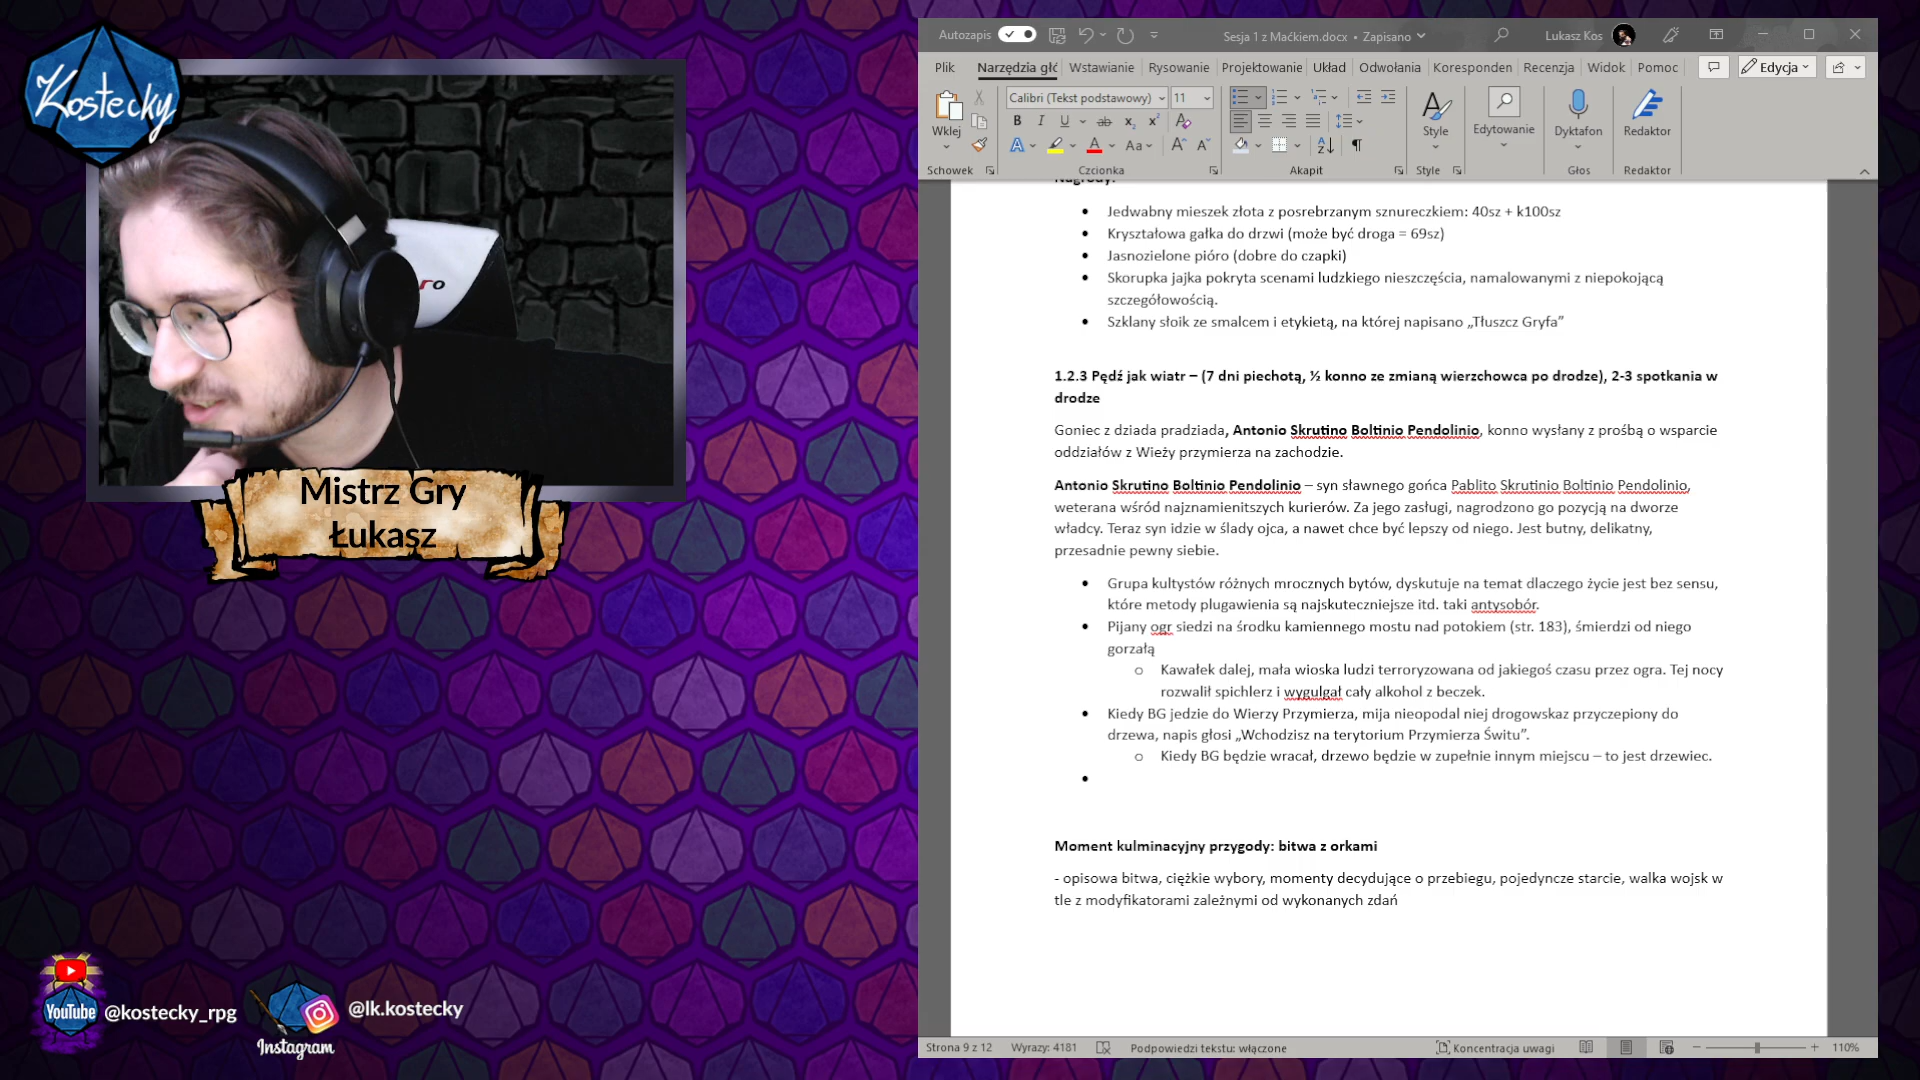 Kostecky
ro
Mistrz Gry
Łukasz
YouTube
@kostecky_rpg
Instagram
@lk.kostecky
Autozapis
Sesja 1 z Maćkiem.docx • Zapisano
Lukasz Kos
Plik Narzędzia głó Wstawianie Rysowanie Projektowanie Układ Odwołania Koresponden Recenzja Widok Pomoc Edycja
Wklej
Calibri (Tekst podstawowy) 11
Style Edytowanie Dyktafon Redaktor
Schowek Czcionka Akapit Style Głos Redaktor
Nagrody:
• Jedwabny mieszek złota z posrebrzanym sznureczkiem: 40sz + k100sz
• Kryształowa gałka do drzwi (może być droga = 69sz)
• Jasnozielone pióro (dobre do czapki)
• Skorupka jajka pokryta scenami ludzkiego nieszczęścia, namalowanymi z niepokojącą
szczegółowością.
• Szklany słoik ze smalcem i etykietą, na której napisano „Tłuszcz Gryfa”
1.2.3 Pędź jak wiatr – (7 dni piechotą, ½ konno ze zmianą wierzchowca po drodze), 2-3 spotkania w
drodze
Goniec z dziada pradziada, Antonio Skrutino Boltinio Pendolinio, konno wysłany z prośbą o wsparcie
oddziałów z Wieży przymierza na zachodzie.
Antonio Skrutino Boltinio Pendolinio – syn sławnego gońca Pablito Skrutinio Boltinio Pendolinio,
weterana wśród najznamienitszych kurierów. Za jego zasługi, nagrodzono go pozycją na dworze
władcy. Teraz syn idzie w ślady ojca, a nawet chce być lepszy od niego. Jest butny, delikatny,
przesadnie pewny siebie.
• Grupa kultystów różnych mrocznych bytów, dyskutuje na temat dlaczego życie jest bez sensu,
które metody plugawienia są najskuteczniejsze itd. taki antysobór.
• Pijany ogr siedzi na środku kamiennego mostu nad potokiem (str. 183), śmierdzi od niego
gorzałą
o Kawałek dalej, mała wioska ludzi terroryzowana od jakiegoś czasu przez ogra. Tej nocy
rozwalił spichlerz i wygulgał cały alkohol z beczek.
• Kiedy BG jedzie do Wierzy Przymierza, mija nieopodal niej drogowskaz przyczepiony do
drzewa, napis głosi „Wchodzisz na terytorium Przymierza Świtu”.
o Kiedy BG będzie wracał, drzewo będzie w zupełnie innym miejscu – to jest drzewiec.
•
Moment kulminacyjny przygody: bitwa z orkami
- opisowa bitwa, ciężkie wybory, momenty decydujące o przebiegu, pojedyncze starcie, walka wojsk w
tle z modyfikatorami zależnymi od wykonanych zdań
Strona 9 z 12 Wyrazy: 4181 Podpowiedzi tekstu: włączone Koncentracja uwagi 110%